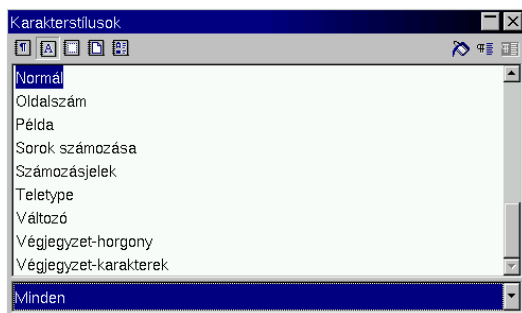 Karakterstílusok
Normál
Oldalszám
Példa
Sorok számozása
Számozásjelek
Teletype
Változó
Végjegyzet-horgony
Végjegyzet-karakterek
Minden